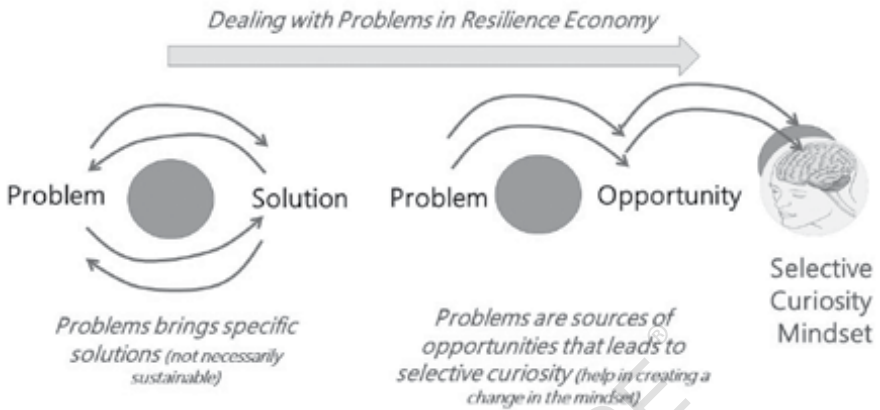 Dealing with Problems in Resilience Economy
Problem
Solution
Problem
Opportunity
Selective
Curiosity
Mindset
Problems brings specific
solutions (not necessarily
sustainable)
Problems are sources of
opportunities that leads to
selective curiosity (help in creating a
change in the mindset)